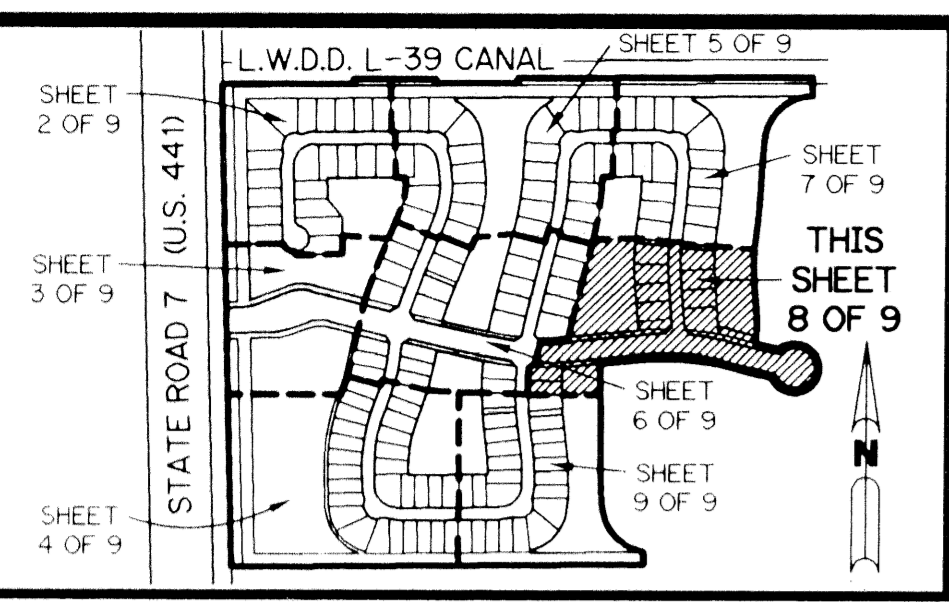 L.W.D.D. L-39 CANAL
SHEET 5 OF 9
SHEET
2 OF 9
STATE ROAD 7 (U.S. 441)
SHEET
7 OF 9
THIS
SHEET
8 OF 9
SHEET
3 OF 9
SHEET
6 OF 9
N
SHEET
9 OF 9
SHEET
4 OF 9